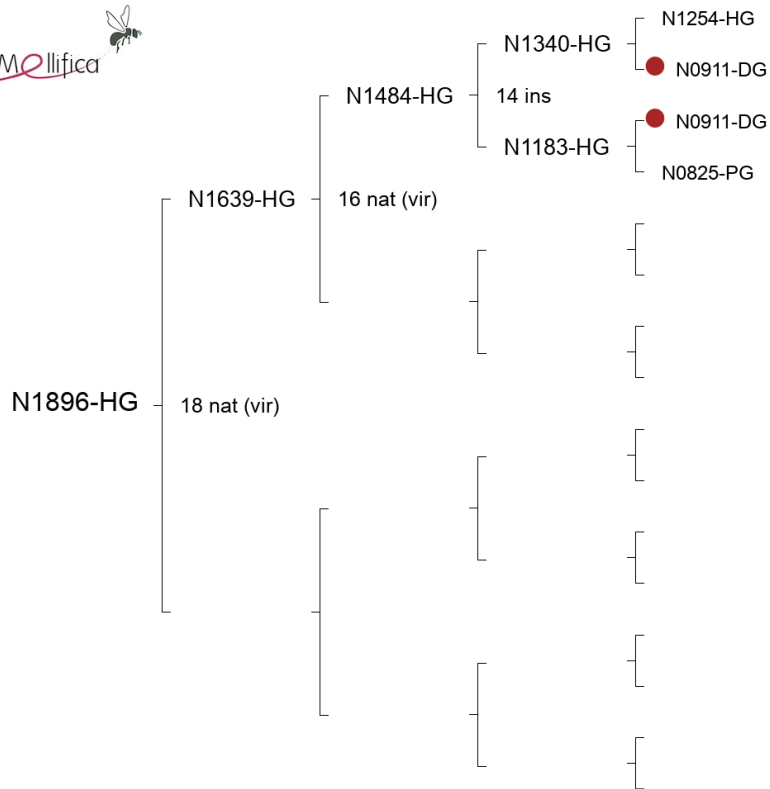 Mellifica
N1254-HG
N1340-HG
N0911-DG
N1484-HG
14 ins
N0911-DG
N1183-HG
N0825-PG
N1639-HG
16 nat (vir)
N1896-HG
18 nat (vir)